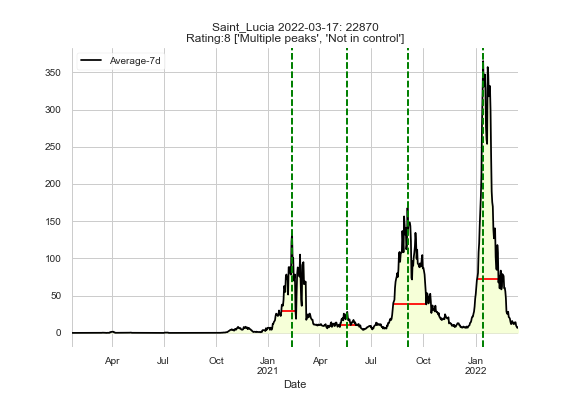 Saint_Lucia 2022-03-17: 22870
Rating:8 ['Multiple peaks', 'Not in control']
Average-7d
350
300
250
200
150
100
50
0
Apr
Jul
Oct
Jan
2021
Apr
Jul
Oct
Jan
2022
Date